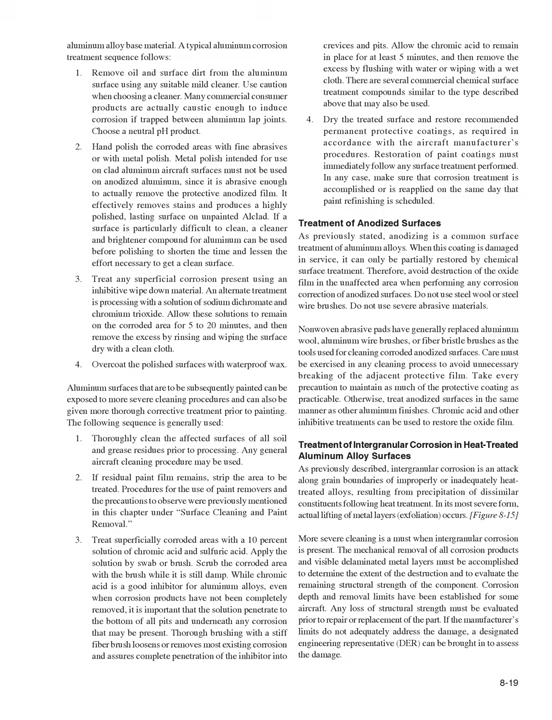 aluminum alloy base material. A typical aluminum corrosion
treatment sequence follows:
1. Remove oil and surface dirt from the aluminum
surface using any suitable mild cleaner. Use caution
when choosing a cleaner. Many commercial consumer
products are actually caustic enough to induce
corrosion if trapped between aluminum lap joints.
Choose a neutral pH product.
2. Hand polish the corroded areas with fine abrasives
or with metal polish. Metal polish intended for use
on clad aluminum aircraft surfaces must not be used
on anodized aluminum, since it is abrasive enough
to actually remove the protective anodized film. It
effectively removes stains and produces a highly
polished, lasting surface on unpainted Alclad. If a
surface is particularly difficult to clean, a cleaner
and brightener compound for aluminum can be used
before polishing to shorten the time and lessen the
effort necessary to get a clean surface.
3. Treat any superficial corrosion present using an
inhibitive wipe down material. An alternate treatment
is processing with a solution of sodium dichromate and
chromium trioxide. Allow these solutions to remain
on the corroded area for 5 to 20 minutes, and then
remove the excess by rinsing and wiping the surface
dry with a clean cloth.
4. Overcoat the polished surfaces with waterproof wax.
Aluminum surfaces that are to be subsequently painted can be
exposed to more severe cleaning procedures and can also be
given more thorough corrective treatment prior to painting.
The following sequence is generally used:
1. Thoroughly clean the affected surfaces of all soil
and grease residues prior to processing. Any general
aircraft cleaning procedure may be used.
2. If residual paint film remains, strip the area to be
treated. Procedures for the use of paint removers and
the precautions to observe were previously mentioned
in this chapter under “Surface Cleaning and Paint
Removal.”
3. Treat superficially corroded areas with a 10 percent
solution of chromic acid and sulfuric acid. Apply the
solution by swab or brush. Scrub the corroded area
with the brush while it is still damp. While chromic
acid is a good inhibitor for aluminum alloys, even
when corrosion products have not been completely
removed, it is important that the solution penetrate to
the bottom of all pits and underneath any corrosion
that may be present. Thorough brushing with a stiff
fiber brush loosens or removes most existing corrosion
and assures complete penetration of the inhibitor into
crevices and pits. Allow the chromic acid to remain
in place for at least 5 minutes, and then remove the
excess by flushing with water or wiping with a wet
cloth. There are several commercial chemical surface
treatment compounds similar to the type described
above that may also be used.
4. Dry the treated surface and restore recommended
permanent protective coatings, as required in
accordance with the aircraft manufacturer’s
procedures. Restoration of paint coatings must
immediately follow any surface treatment performed.
In any case, make sure that corrosion treatment is
accomplished or is reapplied on the same day that
paint refinishing is scheduled.
Treatment of Anodized Surfaces
As previously stated, anodizing is a common surface
treatment of aluminum alloys. When this coating is damaged
in service, it can only be partially restored by chemical
surface treatment. Therefore, avoid destruction of the oxide
film in the unaffected area when performing any corrosion
correction of anodized surfaces. Do not use steel wool or steel
wire brushes. Do not use severe abrasive materials.
Nonwoven abrasive pads have generally replaced aluminum
wool, aluminum wire brushes, or fiber bristle brushes as the
tools used for cleaning corroded anodized surfaces. Care must
be exercised in any cleaning process to avoid unnecessary
breaking of the adjacent protective film. Take every
precaution to maintain as much of the protective coating as
practicable. Otherwise, treat anodized surfaces in the same
manner as other aluminum finishes. Chromic acid and other
inhibitive treatments can be used to restore the oxide film.
Treatment of Intergranular Corrosion in Heat-Treated
Aluminum Alloy Surfaces
As previously described, intergranular corrosion is an attack
along grain boundaries of improperly or inadequately heat-
treated alloys, resulting from precipitation of dissimilar
constituents following heat treatment. In its most severe form,
actual lifting of metal layers (exfoliation) occurs. [Figure 8-15]
More severe cleaning is a must when intergranular corrosion
is present. The mechanical removal of all corrosion products
and visible delaminated metal layers must be accomplished
to determine the extent of the destruction and to evaluate the
remaining structural strength of the component. Corrosion
depth and removal limits have been established for some
aircraft. Any loss of structural strength must be evaluated
prior to repair or replacement of the part. If the manufacturer’s
limits do not adequately address the damage, a designated
engineering representative (DER) can be brought in to assess
the damage.
8-19